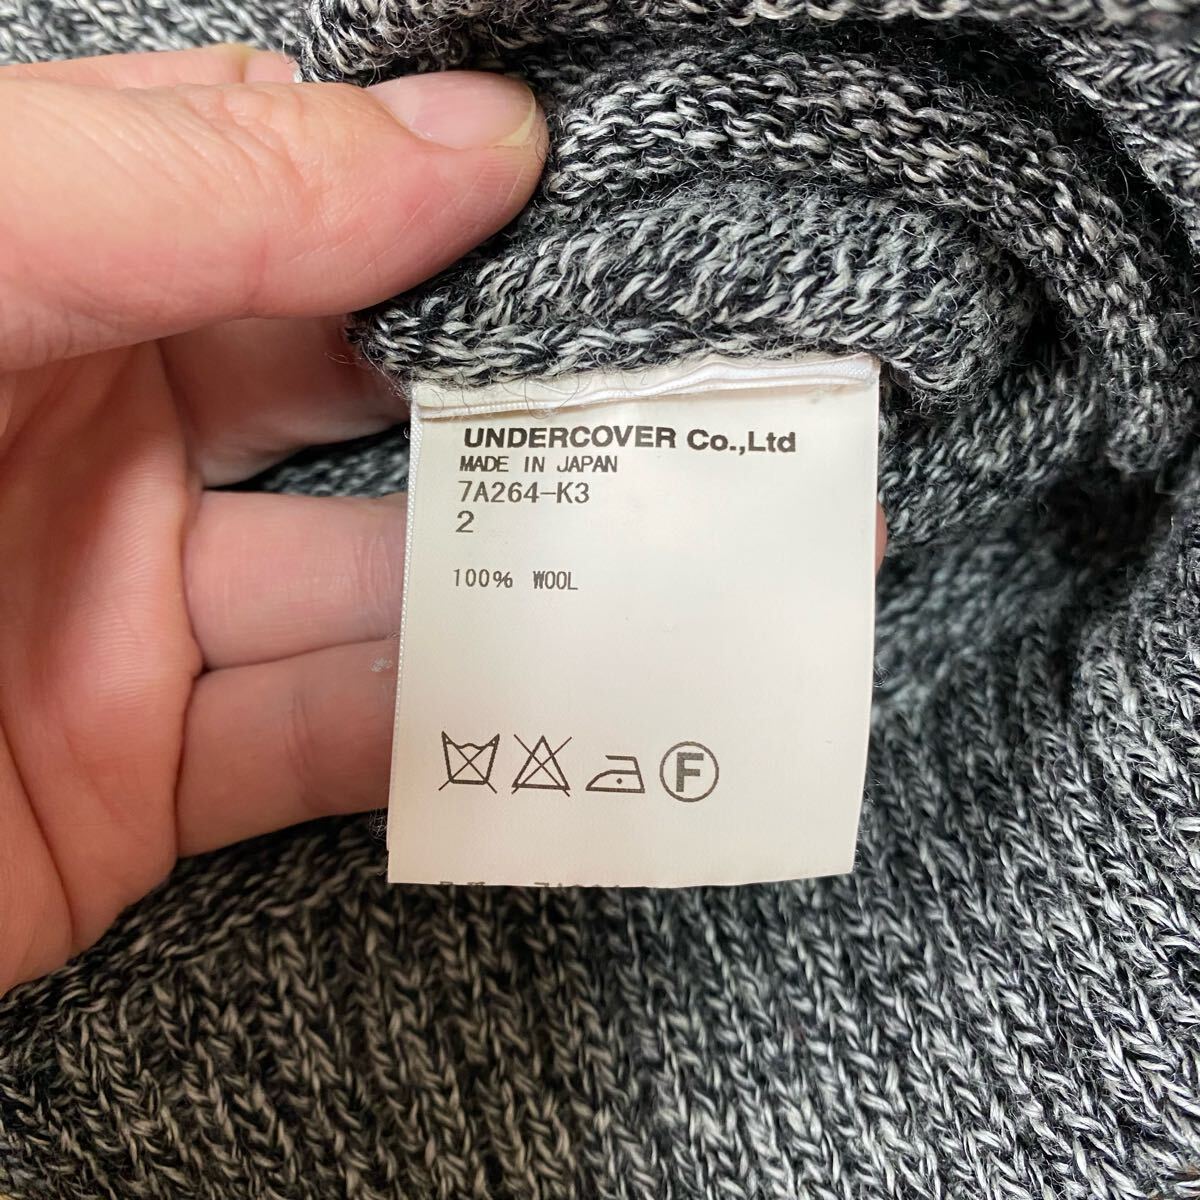 UNDERCOVER Co.,Ltd
MADE IN JAPAN
7A264-K3
2
100% WOOL
F